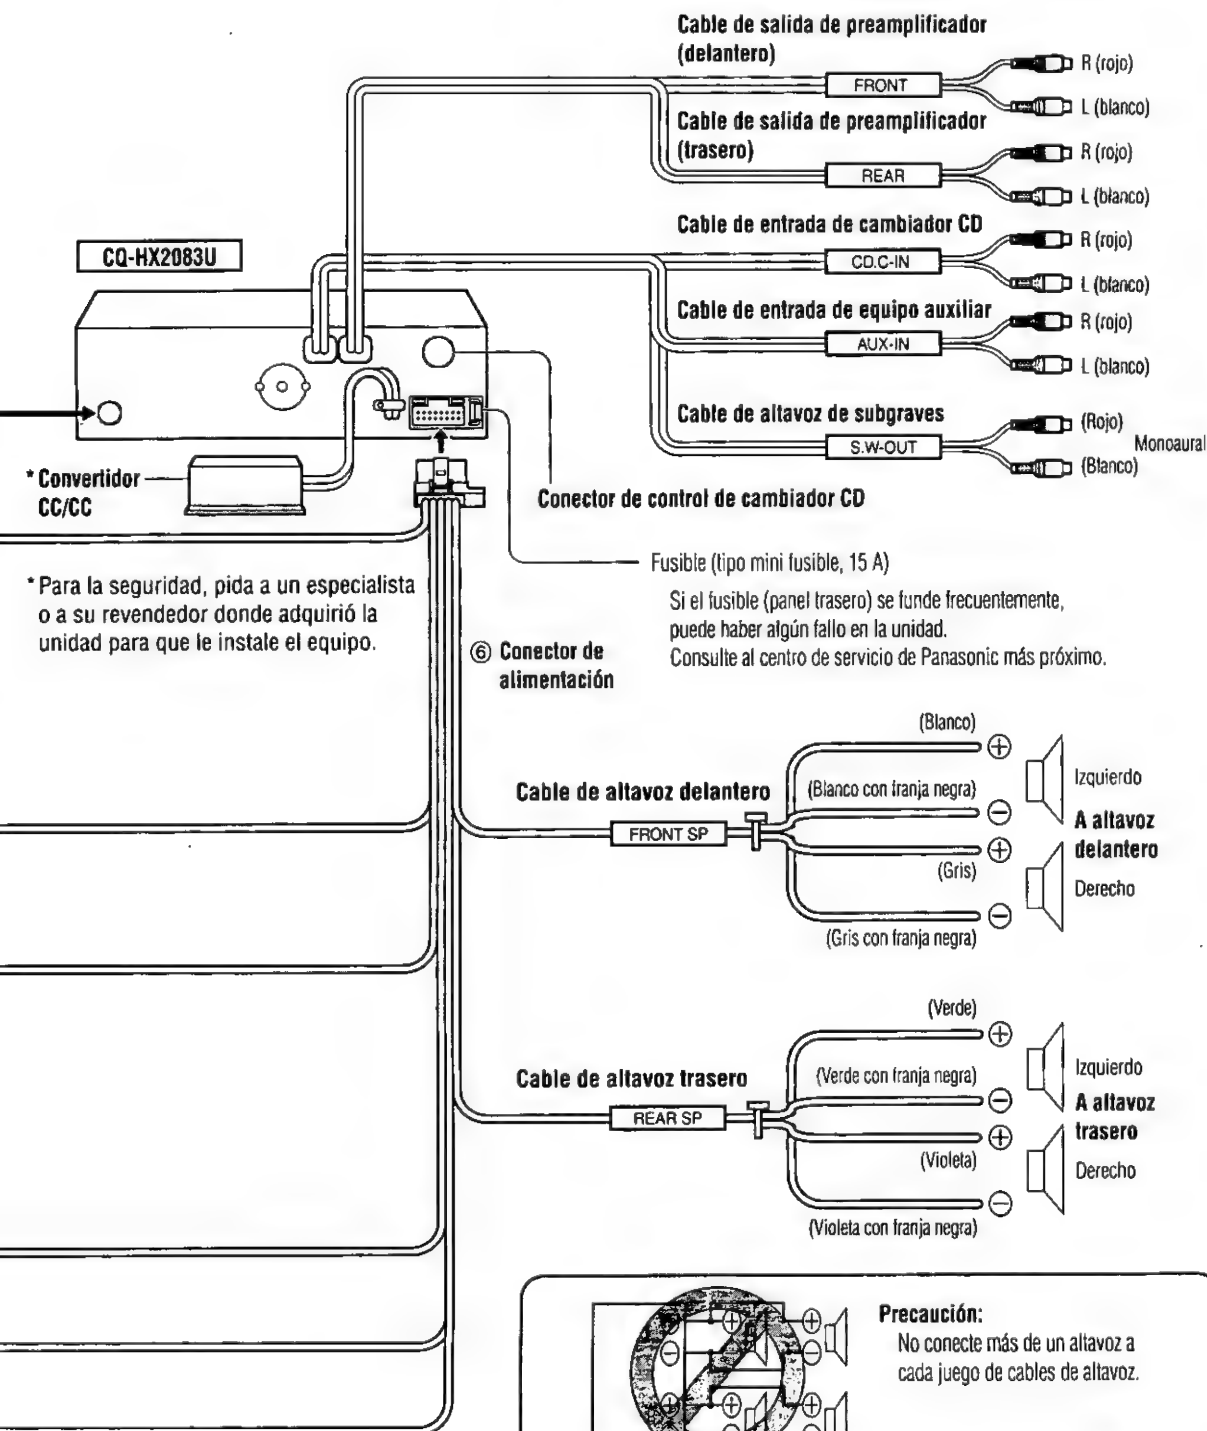 Cable de salida de preamplificador
(delantero)
FRONT
R (rojo)
L (blanco)
Cable de salida de preamplificador
(trasero)
REAR
R (rojo)
L (blanco)
CQ-HX2083U
Cable de entrada de cambiador CD
CD.C-IN
R (rojo)
L (blanco)
Cable de entrada de equipo auxiliar
AUX-IN
R (rojo)
L (blanco)
Cable de altavoz de subgraves
S.W-OUT
(Rojo)
(Blanco)
Monoaural
* Convertidor
CC/CC
Conector de control de cambiador CD
Fusible (tipo mini fusible, 15 A)
Si el fusible (panel trasero) se funde frecuentemente,
puede haber algún fallo en la unidad.
Consulte al centro de servicio de Panasonic más próximo.
* Para la seguridad, pida a un especialista
o a su revendedor donde adquirió la
unidad para que le instale el equipo.
⑥ Conector de
alimentación
Cable de altavoz delantero
FRONT SP
(Blanco)
+
(Blanco con franja negra)
−
+
(Gris)
−
(Gris con franja negra)
Izquierdo
A altavoz
delantero
Derecho
Cable de altavoz trasero
REAR SP
(Verde)
+
(Verde con franja negra)
−
+
(Violeta)
−
(Violeta con franja negra)
Izquierdo
A altavoz
trasero
Derecho
Precaución:
No conecte más de un altavoz a
cada juego de cables de altavoz.